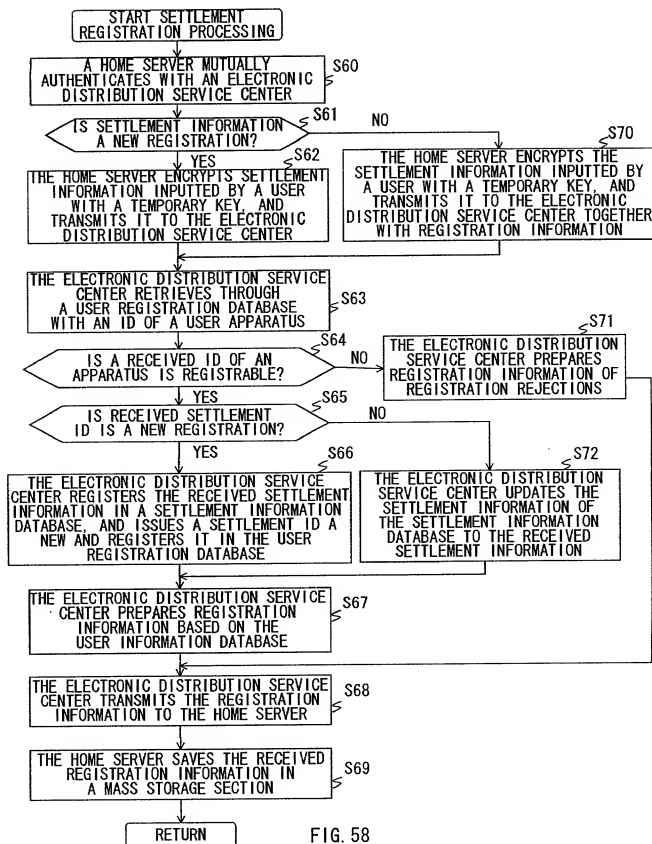 START SETTLEMENT
REGISTRATION PROCESSING
S60
A HOME SERVER MUTUALLY
AUTHENTICATES WITH AN ELECTRONIC
DISTRIBUTION SERVICE CENTER
S61
IS SETTLEMENT INFORMATION
A NEW REGISTRATION?
NO
YES
S62
THE HOME SERVER ENCRYPTS SETTLEMENT
INFORMATION INPUTTED BY A USER
WITH A TEMPORARY KEY, AND
TRANSMITS IT TO THE ELECTRONIC
DISTRIBUTION SERVICE CENTER
S70
THE HOME SERVER ENCRYPTS THE
SETTLEMENT INFORMATION INPUTTED BY
A USER WITH A TEMPORARY KEY, AND
TRANSMITS IT TO THE ELECTRONIC
DISTRIBUTION SERVICE CENTER TOGETHER
WITH REGISTRATION INFORMATION
THE ELECTRONIC DISTRIBUTION SERVICE
CENTER RETRIEVES THROUGH
A USER REGISTRATION DATABASE
WITH AN ID OF A USER APPARATUS
S63
S64
IS A RECEIVED ID OF AN
APPARATUS IS REGISTRABLE?
NO
YES
S71
THE ELECTRONIC DISTRIBUTION
SERVICE CENTER PREPARES
REGISTRATION INFORMATION OF
REGISTRATION REJECTIONS
S65
IS RECEIVED SETTLEMENT
ID IS A NEW REGISTRATION?
NO
YES
S66
THE ELECTRONIC DISTRIBUTION SERVICE
CENTER REGISTERS THE RECEIVED SETTLEMENT
INFORMATION IN A SETTLEMENT INFORMATION
DATABASE, AND ISSUES A SETTLEMENT ID A
NEW AND REGISTERS IT IN THE USER
REGISTRATION DATABASE
S72
THE ELECTRONIC DISTRIBUTION
SERVICE CENTER UPDATES THE
SETTLEMENT INFORMATION OF
THE SETTLEMENT INFORMATION
DATABASE TO THE RECEIVED
SETTLEMENT INFORMATION
THE ELECTRONIC DISTRIBUTION SERVICE
CENTER PREPARES REGISTRATION
INFORMATION BASED ON THE
USER INFORMATION DATABASE
S67
THE ELECTRONIC DISTRIBUTION SERVICE
CENTER TRANSMITS THE REGISTRATION
INFORMATION TO THE HOME SERVER
S68
THE HOME SERVER SAVES THE RECEIVED
REGISTRATION INFORMATION IN
A MASS STORAGE SECTION
S69
RETURN
FIG. 58